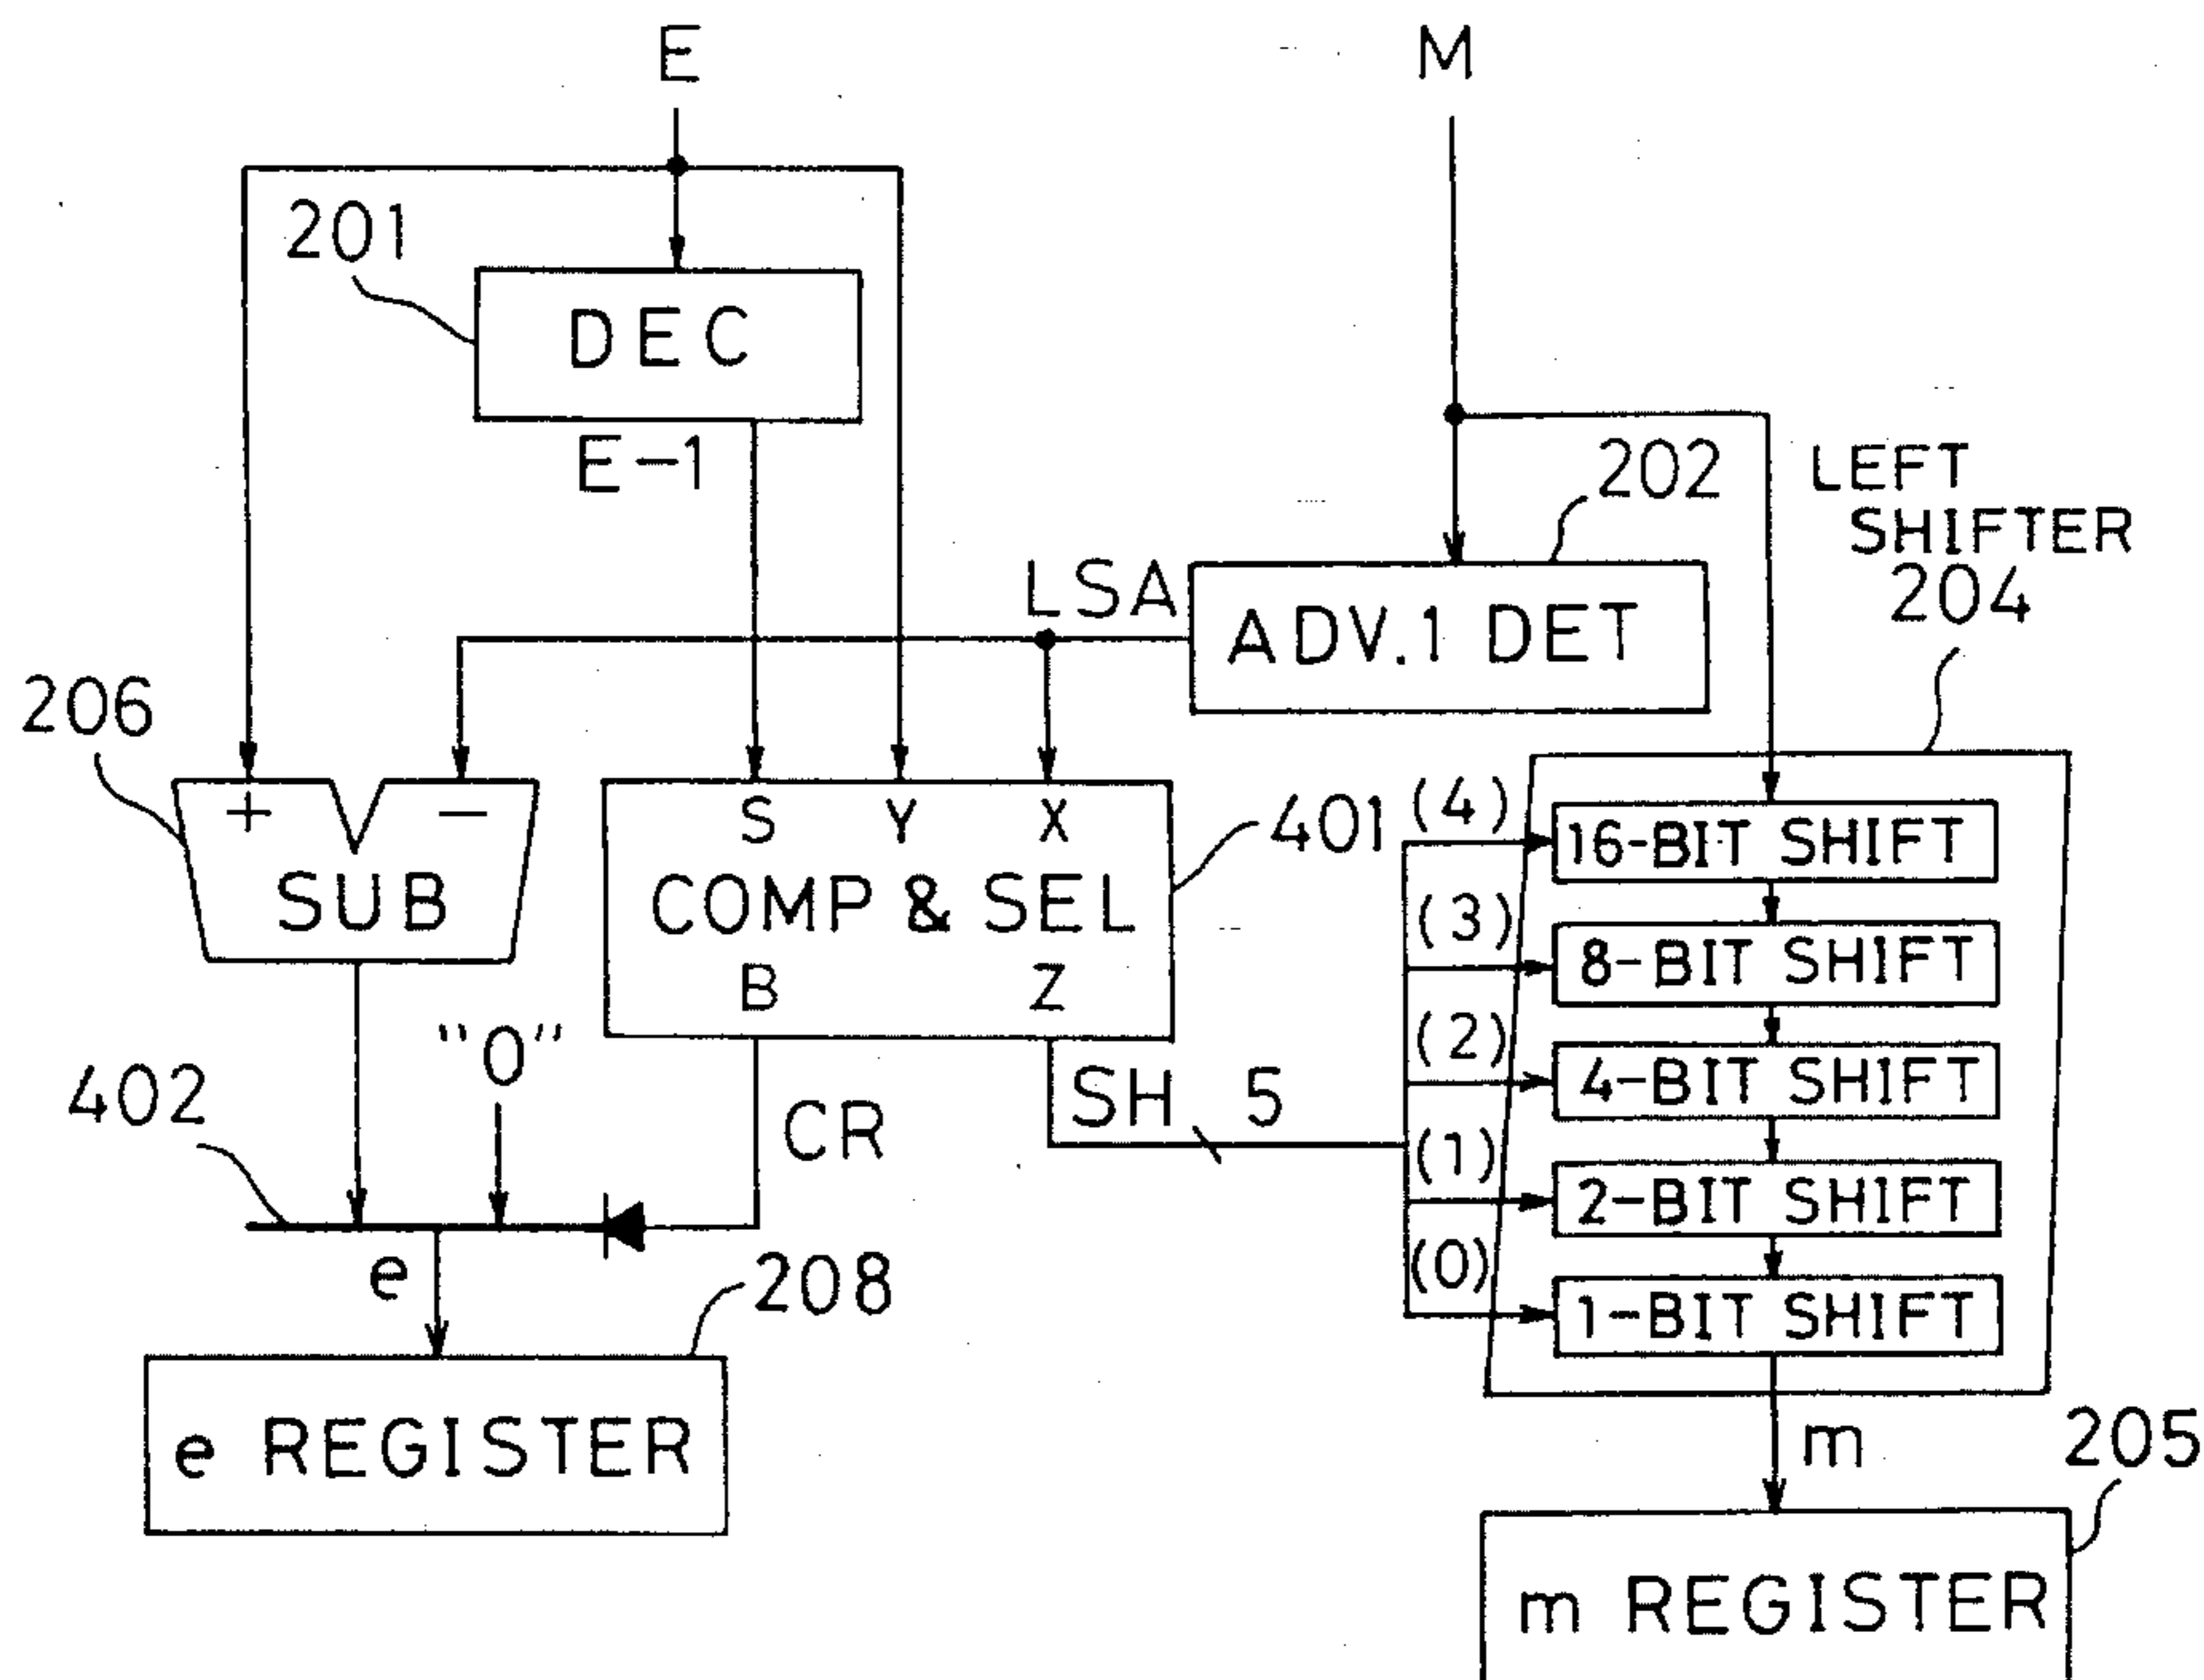 E
M
201
DEC
E-1
202
LEFT
SHIFTER
204
LSA
ADV.1 DET
206
+ −
SUB
S Y X
COMP & SEL
B Z
401
(4)
16-BIT SHIFT
(3)
8-BIT SHIFT
(2)
4-BIT SHIFT
(1)
2-BIT SHIFT
(0)
1-BIT SHIFT
"0"
402
CR
SH 5
e
208
e REGISTER
m
205
m REGISTER